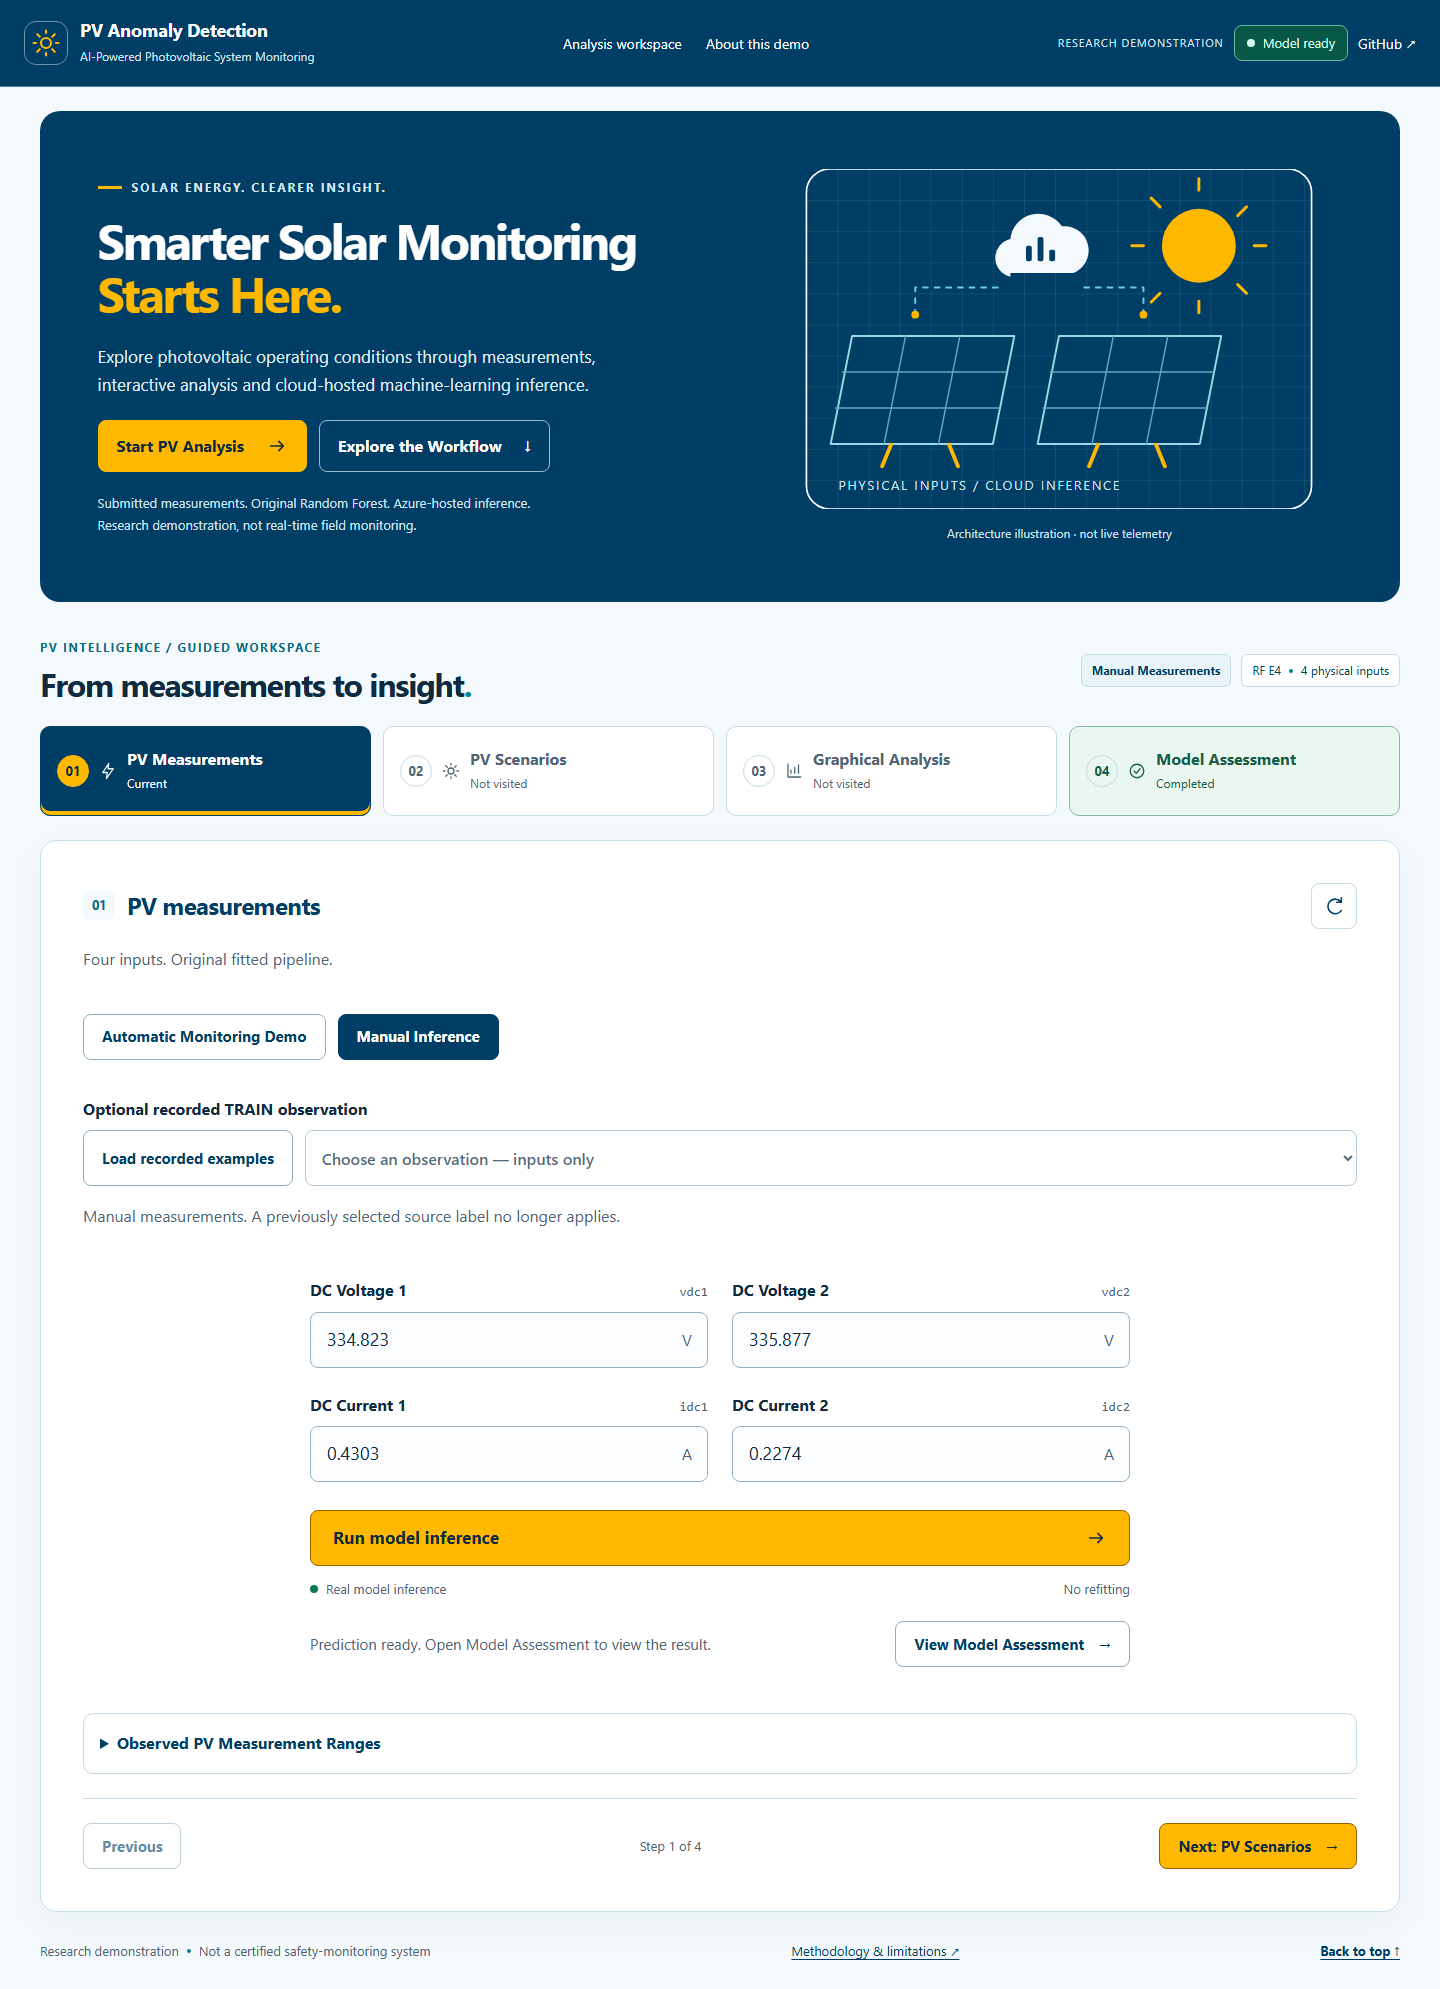 PV Anomaly Detection
AI-Powered Photovoltaic System Monitoring
Analysis workspace
About this demo
RESEARCH DEMONSTRATION
Model ready
GitHub ↗
SOLAR ENERGY. CLEARER INSIGHT.
Smarter Solar Monitoring
Starts Here.
Explore photovoltaic operating conditions through measurements,
interactive analysis and cloud-hosted machine-learning inference.
Start PV Analysis →
Explore the Workflow ↓
Submitted measurements. Original Random Forest. Azure-hosted inference.
Research demonstration, not real-time field monitoring.
PHYSICAL INPUTS / CLOUD INFERENCE
Architecture illustration · not live telemetry
PV INTELLIGENCE / GUIDED WORKSPACE
From measurements to insight.
Manual Measurements
RF E4 • 4 physical inputs
01
PV Measurements
Current
02
PV Scenarios
Not visited
03
Graphical Analysis
Not visited
04
Model Assessment
Completed
01 PV measurements
Four inputs. Original fitted pipeline.
Automatic Monitoring Demo
Manual Inference
Optional recorded TRAIN observation
Load recorded examples
Choose an observation — inputs only
Manual measurements. A previously selected source label no longer applies.
DC Voltage 1 vdc1
334.823 V
DC Voltage 2 vdc2
335.877 V
DC Current 1 idc1
0.4303 A
DC Current 2 idc2
0.2274 A
Run model inference →
Real model inference
No refitting
Prediction ready. Open Model Assessment to view the result.
View Model Assessment →
Observed PV Measurement Ranges
Previous
Step 1 of 4
Next: PV Scenarios →
Research demonstration • Not a certified safety-monitoring system
Methodology & limitations ↗
Back to top ↑